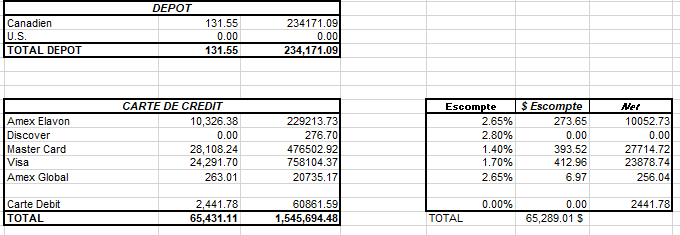 DEPOT
Canadien 131.55 234171.09
U.S. 0.00 0.00
TOTAL DEPOT 131.55 234,171.09
CARTE DE CREDIT Escompte $ Escompte Net
Amex Elavon 10,326.38 229213.73 2.65% 273.65 10052.73
Discover 0.00 276.70 2.80% 0.00 0.00
Master Card 28,108.24 476502.92 1.40% 393.52 27714.72
Visa 24,291.70 758104.37 1.70% 412.96 23878.74
Amex Global 263.01 20735.17 2.65% 6.97 256.04
Carte Debit 2,441.78 60861.59 0.00% 0.00 2441.78
TOTAL 65,431.11 1,545,694.48 TOTAL 65,289.01 $